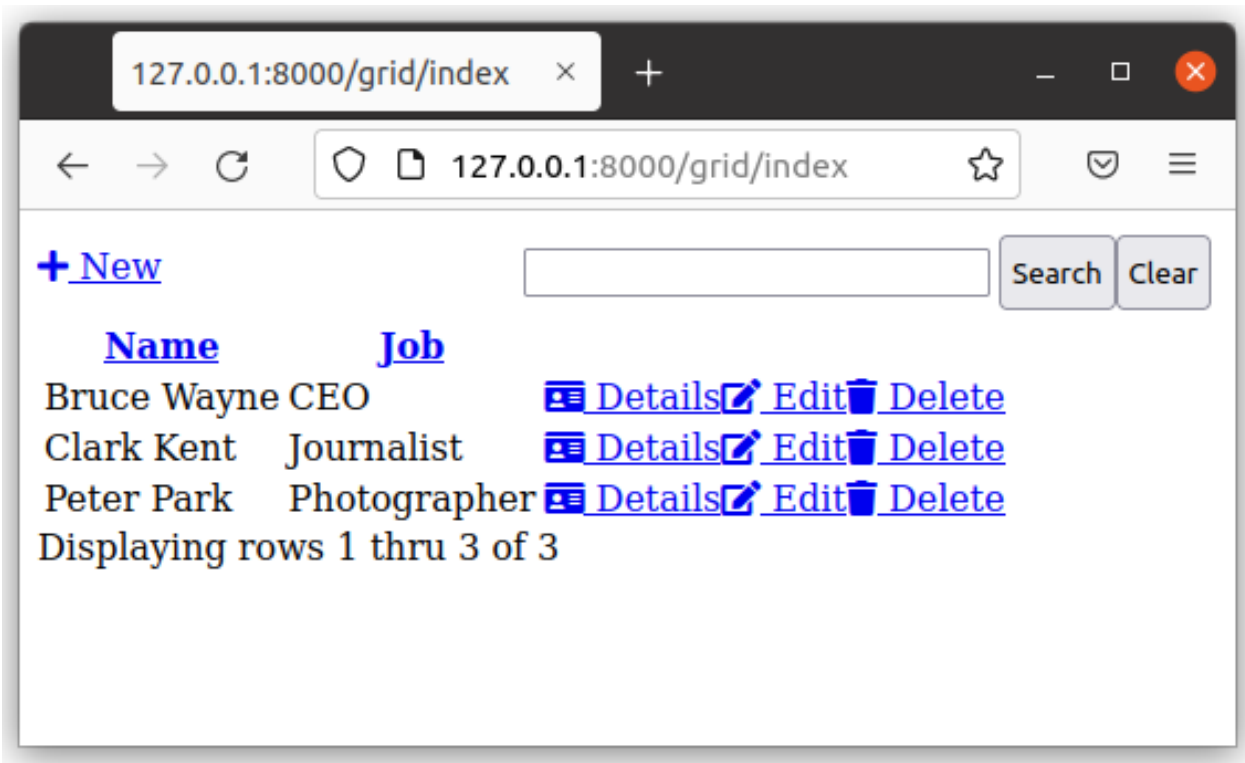 127.0.0.1:8000/grid/index
127.0.0.1:8000/grid/index
New Search Clear
Name Job
Bruce Wayne CEO Details Edit Delete
Clark Kent Journalist Details Edit Delete
Peter Park Photographer Details Edit Delete
Displaying rows 1 thru 3 of 3